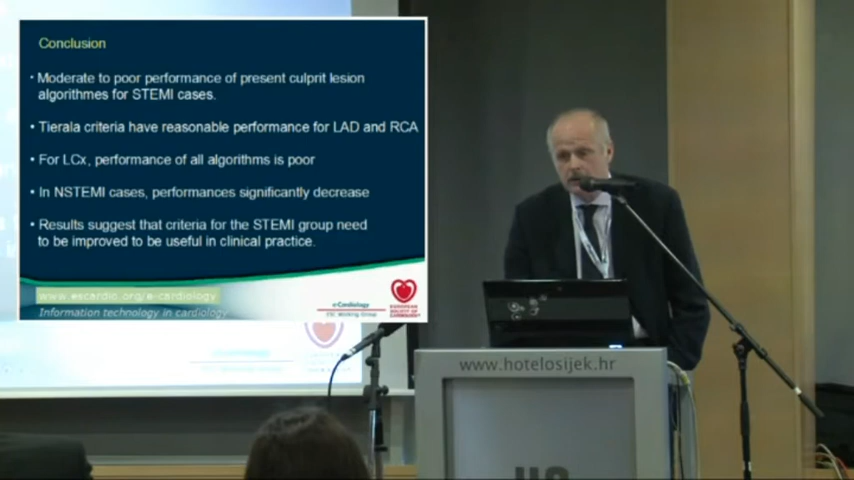 Conclusion
• Moderate to poor performance of present culprit lesion
algorithmes for STEMI cases.
• Tierala criteria have reasonable performance for LAD and RCA
• For LCx, performance of all algorithms is poor
• In NSTEMI cases, performances significantly decrease
• Results suggest that criteria for the STEMI group need
to be improved to be useful in clinical practice.
www.escardio.org/e-cardiology
Information technology in cardiology
e-Cardiology
ESC Working Group
EUROPEAN
SOCIETY OF
CARDIOLOGY
www.hotelosijek.hr